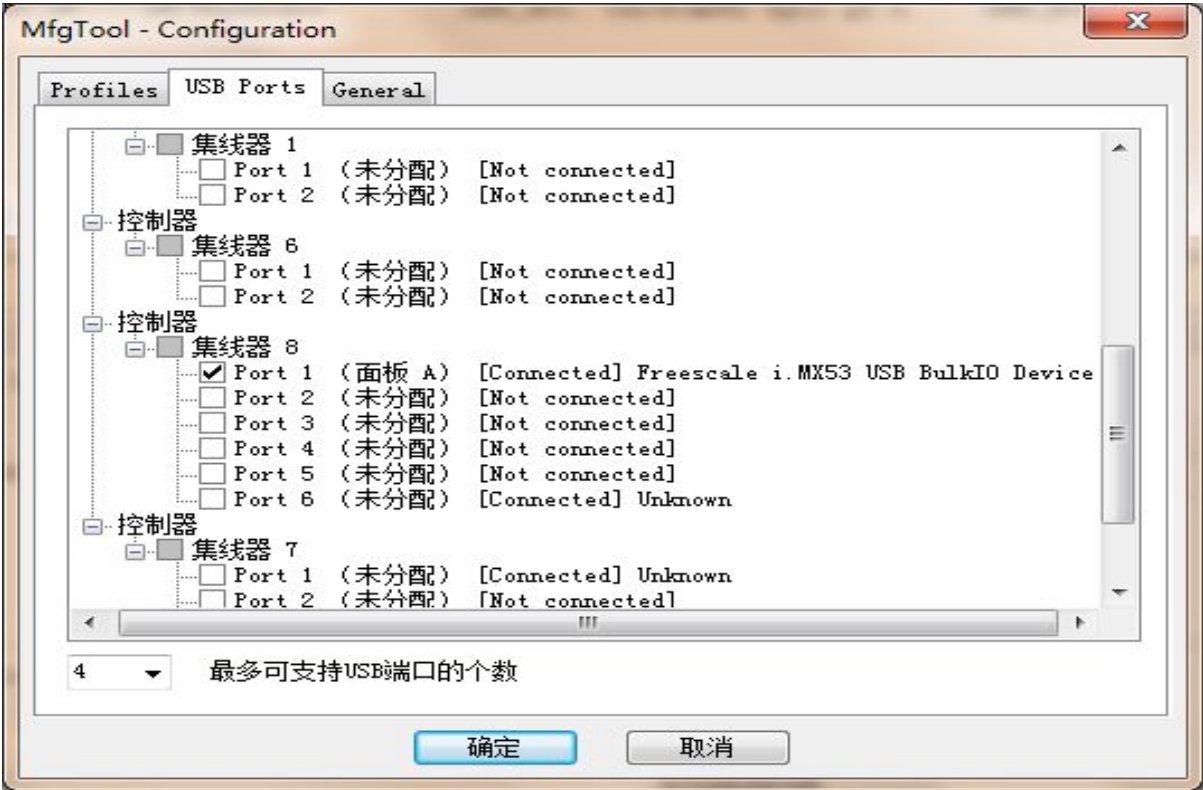 MfgTool - Configuration
Profiles USB Ports General
集线器 1
Port 1 (未分配) [Not connected]
Port 2 (未分配) [Not connected]
控制器
集线器 6
Port 1 (未分配) [Not connected]
Port 2 (未分配) [Not connected]
控制器
集线器 8
Port 1 (面板 A) [Connected] Freescale i.MX53 USB BulkIO Device
Port 2 (未分配) [Not connected]
Port 3 (未分配) [Not connected]
Port 4 (未分配) [Not connected]
Port 5 (未分配) [Not connected]
Port 6 (未分配) [Connected] Unknown
控制器
集线器 7
Port 1 (未分配) [Connected] Unknown
Port 2 (未分配) [Not connected]
4 最多可支持USB端口的个数
确定 取消